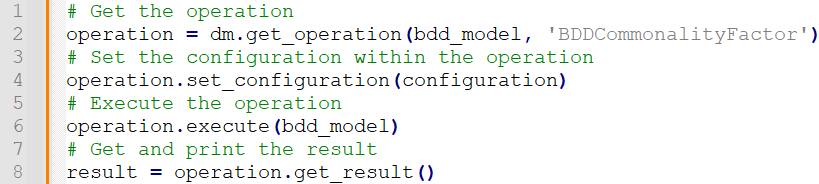 1 # Get the operation
2 operation = dm.get_operation(bdd_model, 'BDDCommonalityFactor')
3 # Set the configuration within the operation
4 operation.set_configuration(configuration)
5 # Execute the operation
6 operation.execute(bdd_model)
7 # Get and print the result
8 result = operation.get_result()